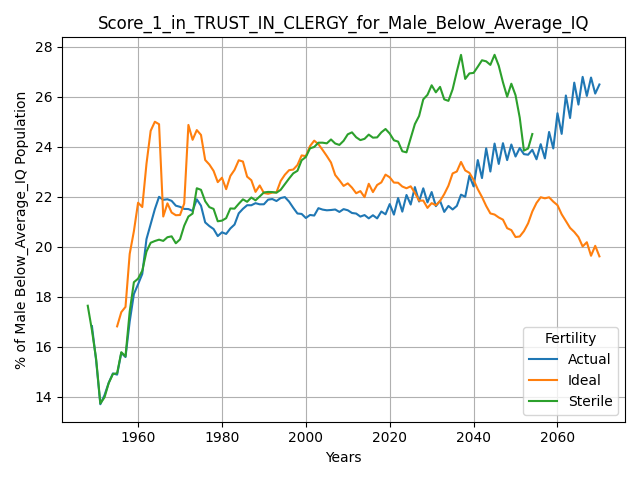 Score_1_in_TRUST_IN_CLERGY_for_Male_Below_Average_IQ
% of Male Below_Average_IQ Population
28
26
24
22
20
18
16
14
1960 1980 2000 2020 2040 2060
Years
Fertility
Actual
Ideal
Sterile